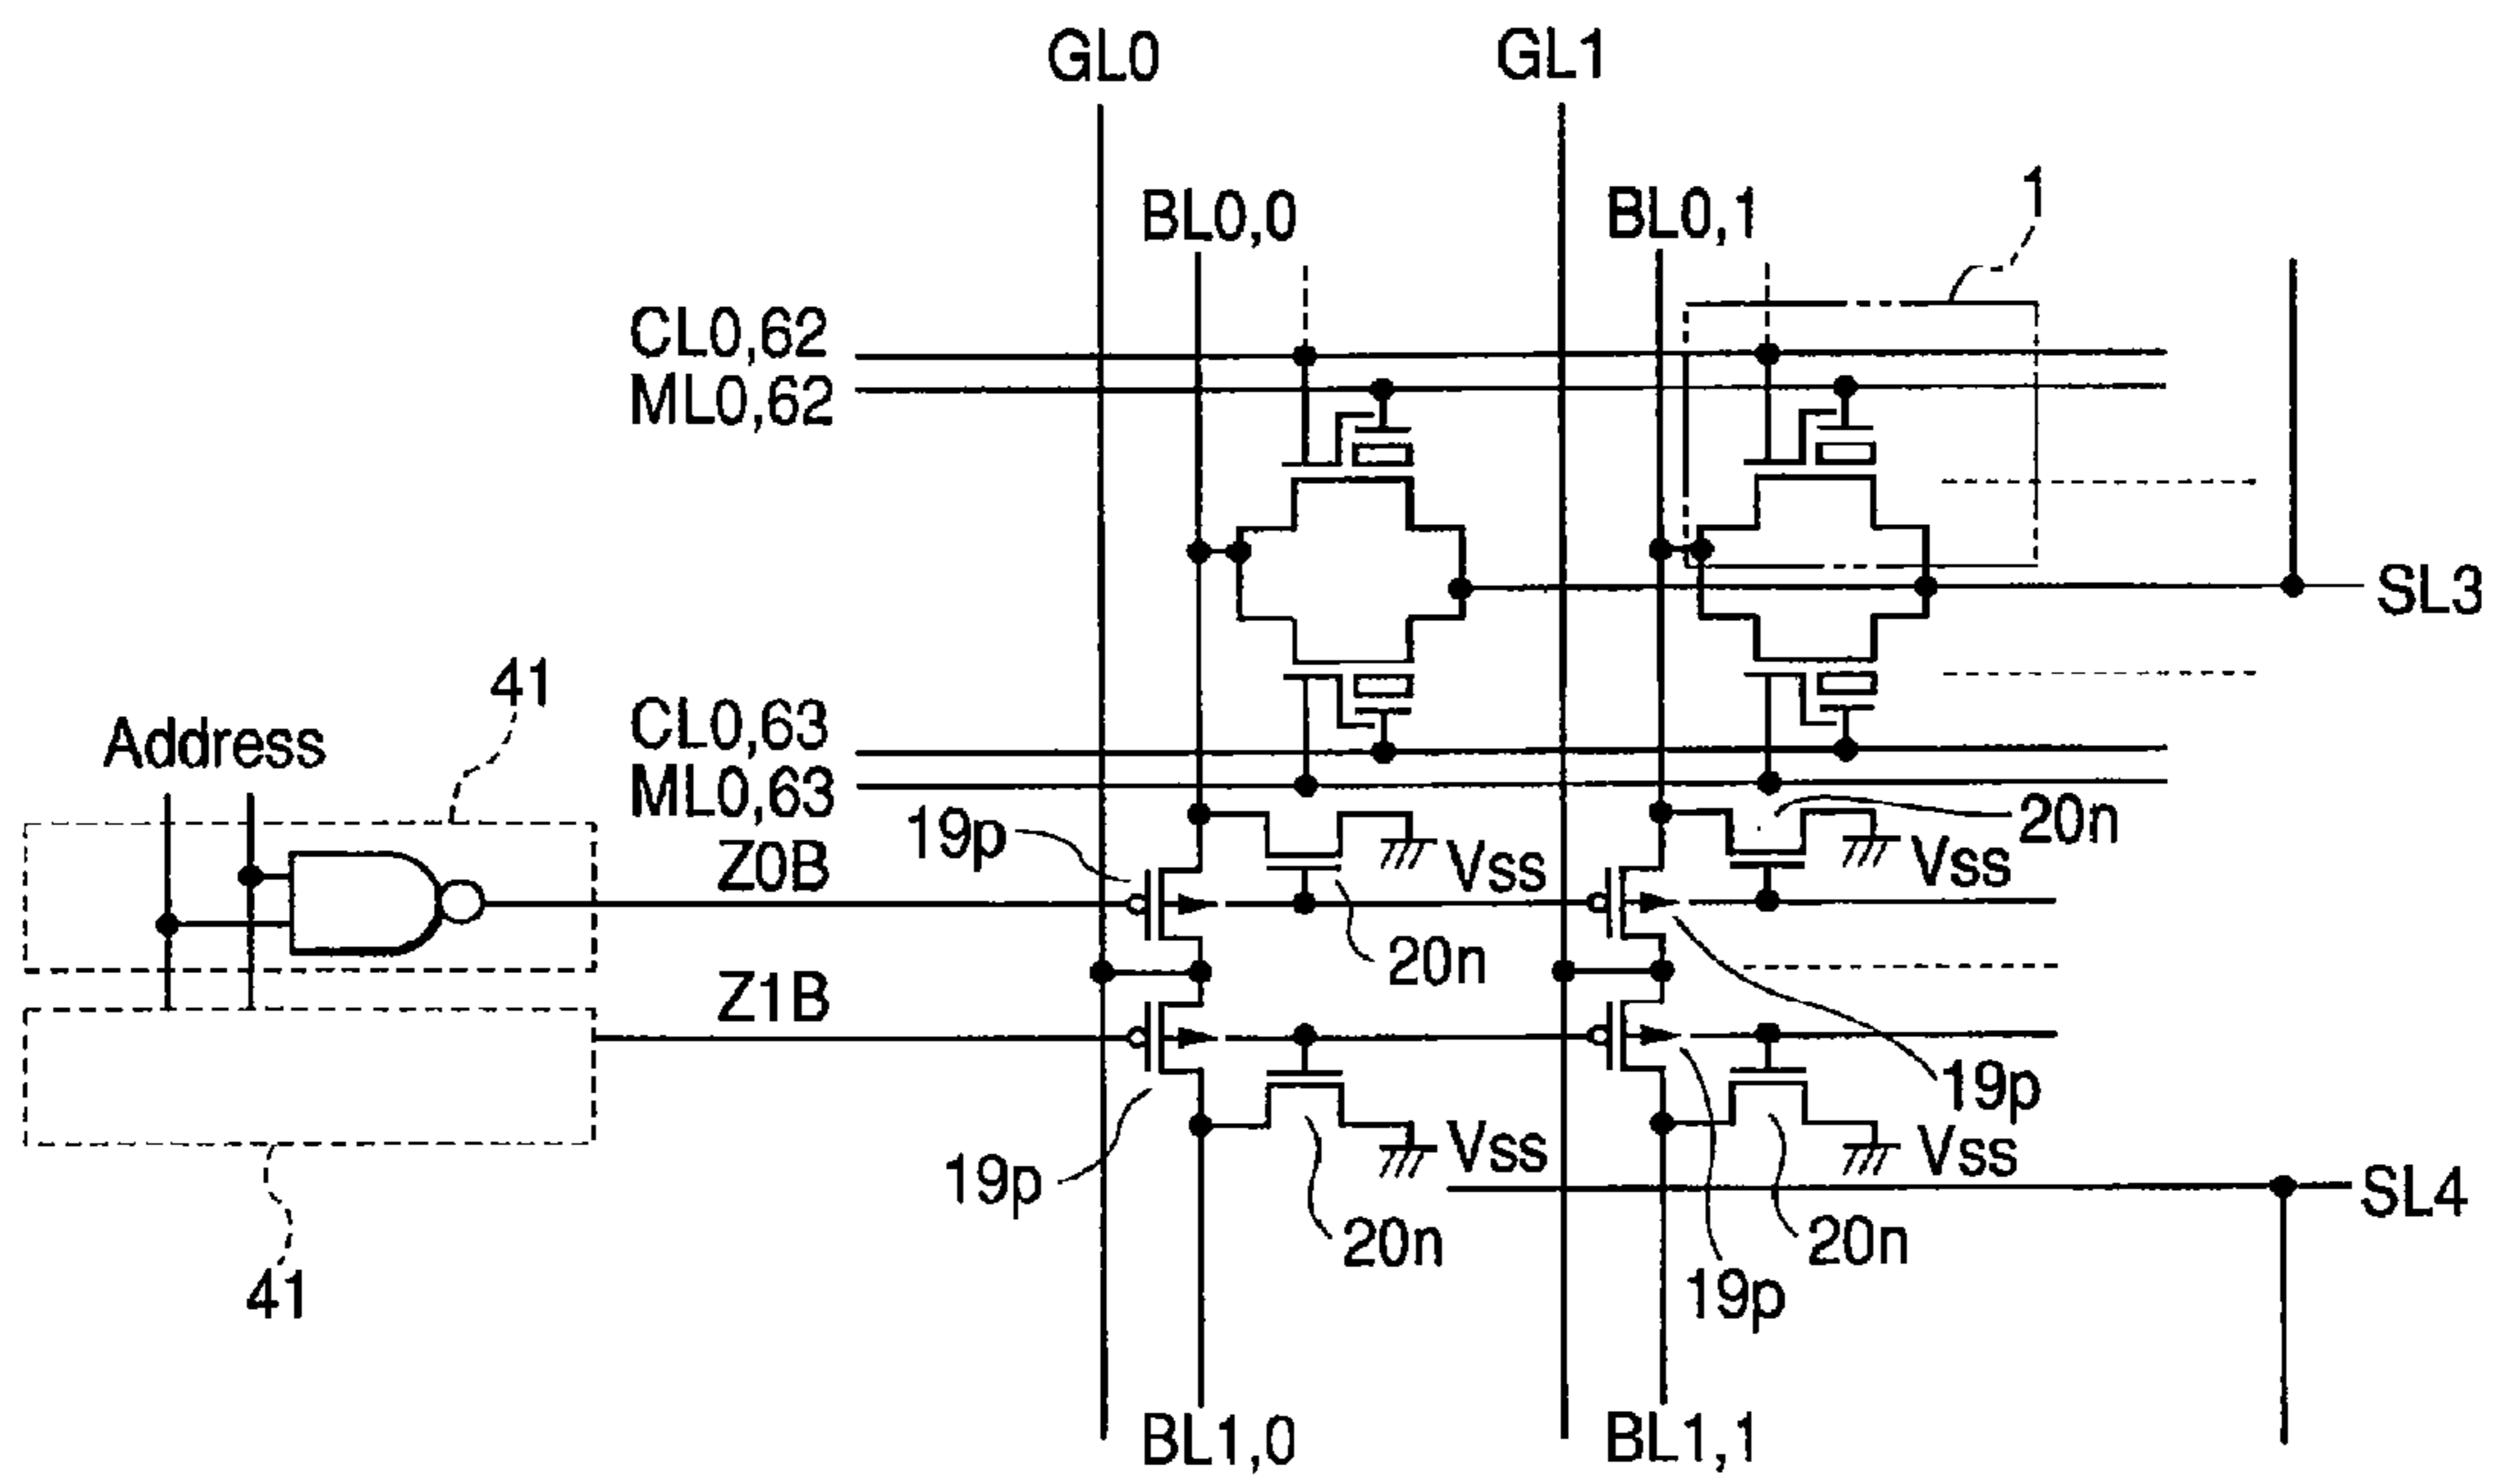 GL0
GL1
BL0,0
BL0,1
1
CL0,62
ML0,62
SL3
41
Address
CL0,63
ML0,63
19p
20n
Z0B
Vss
Vss
20n
Z1B
19p
19p
Vss
Vss
SL4
20n
20n
41
19p
BL1,0
BL1,1